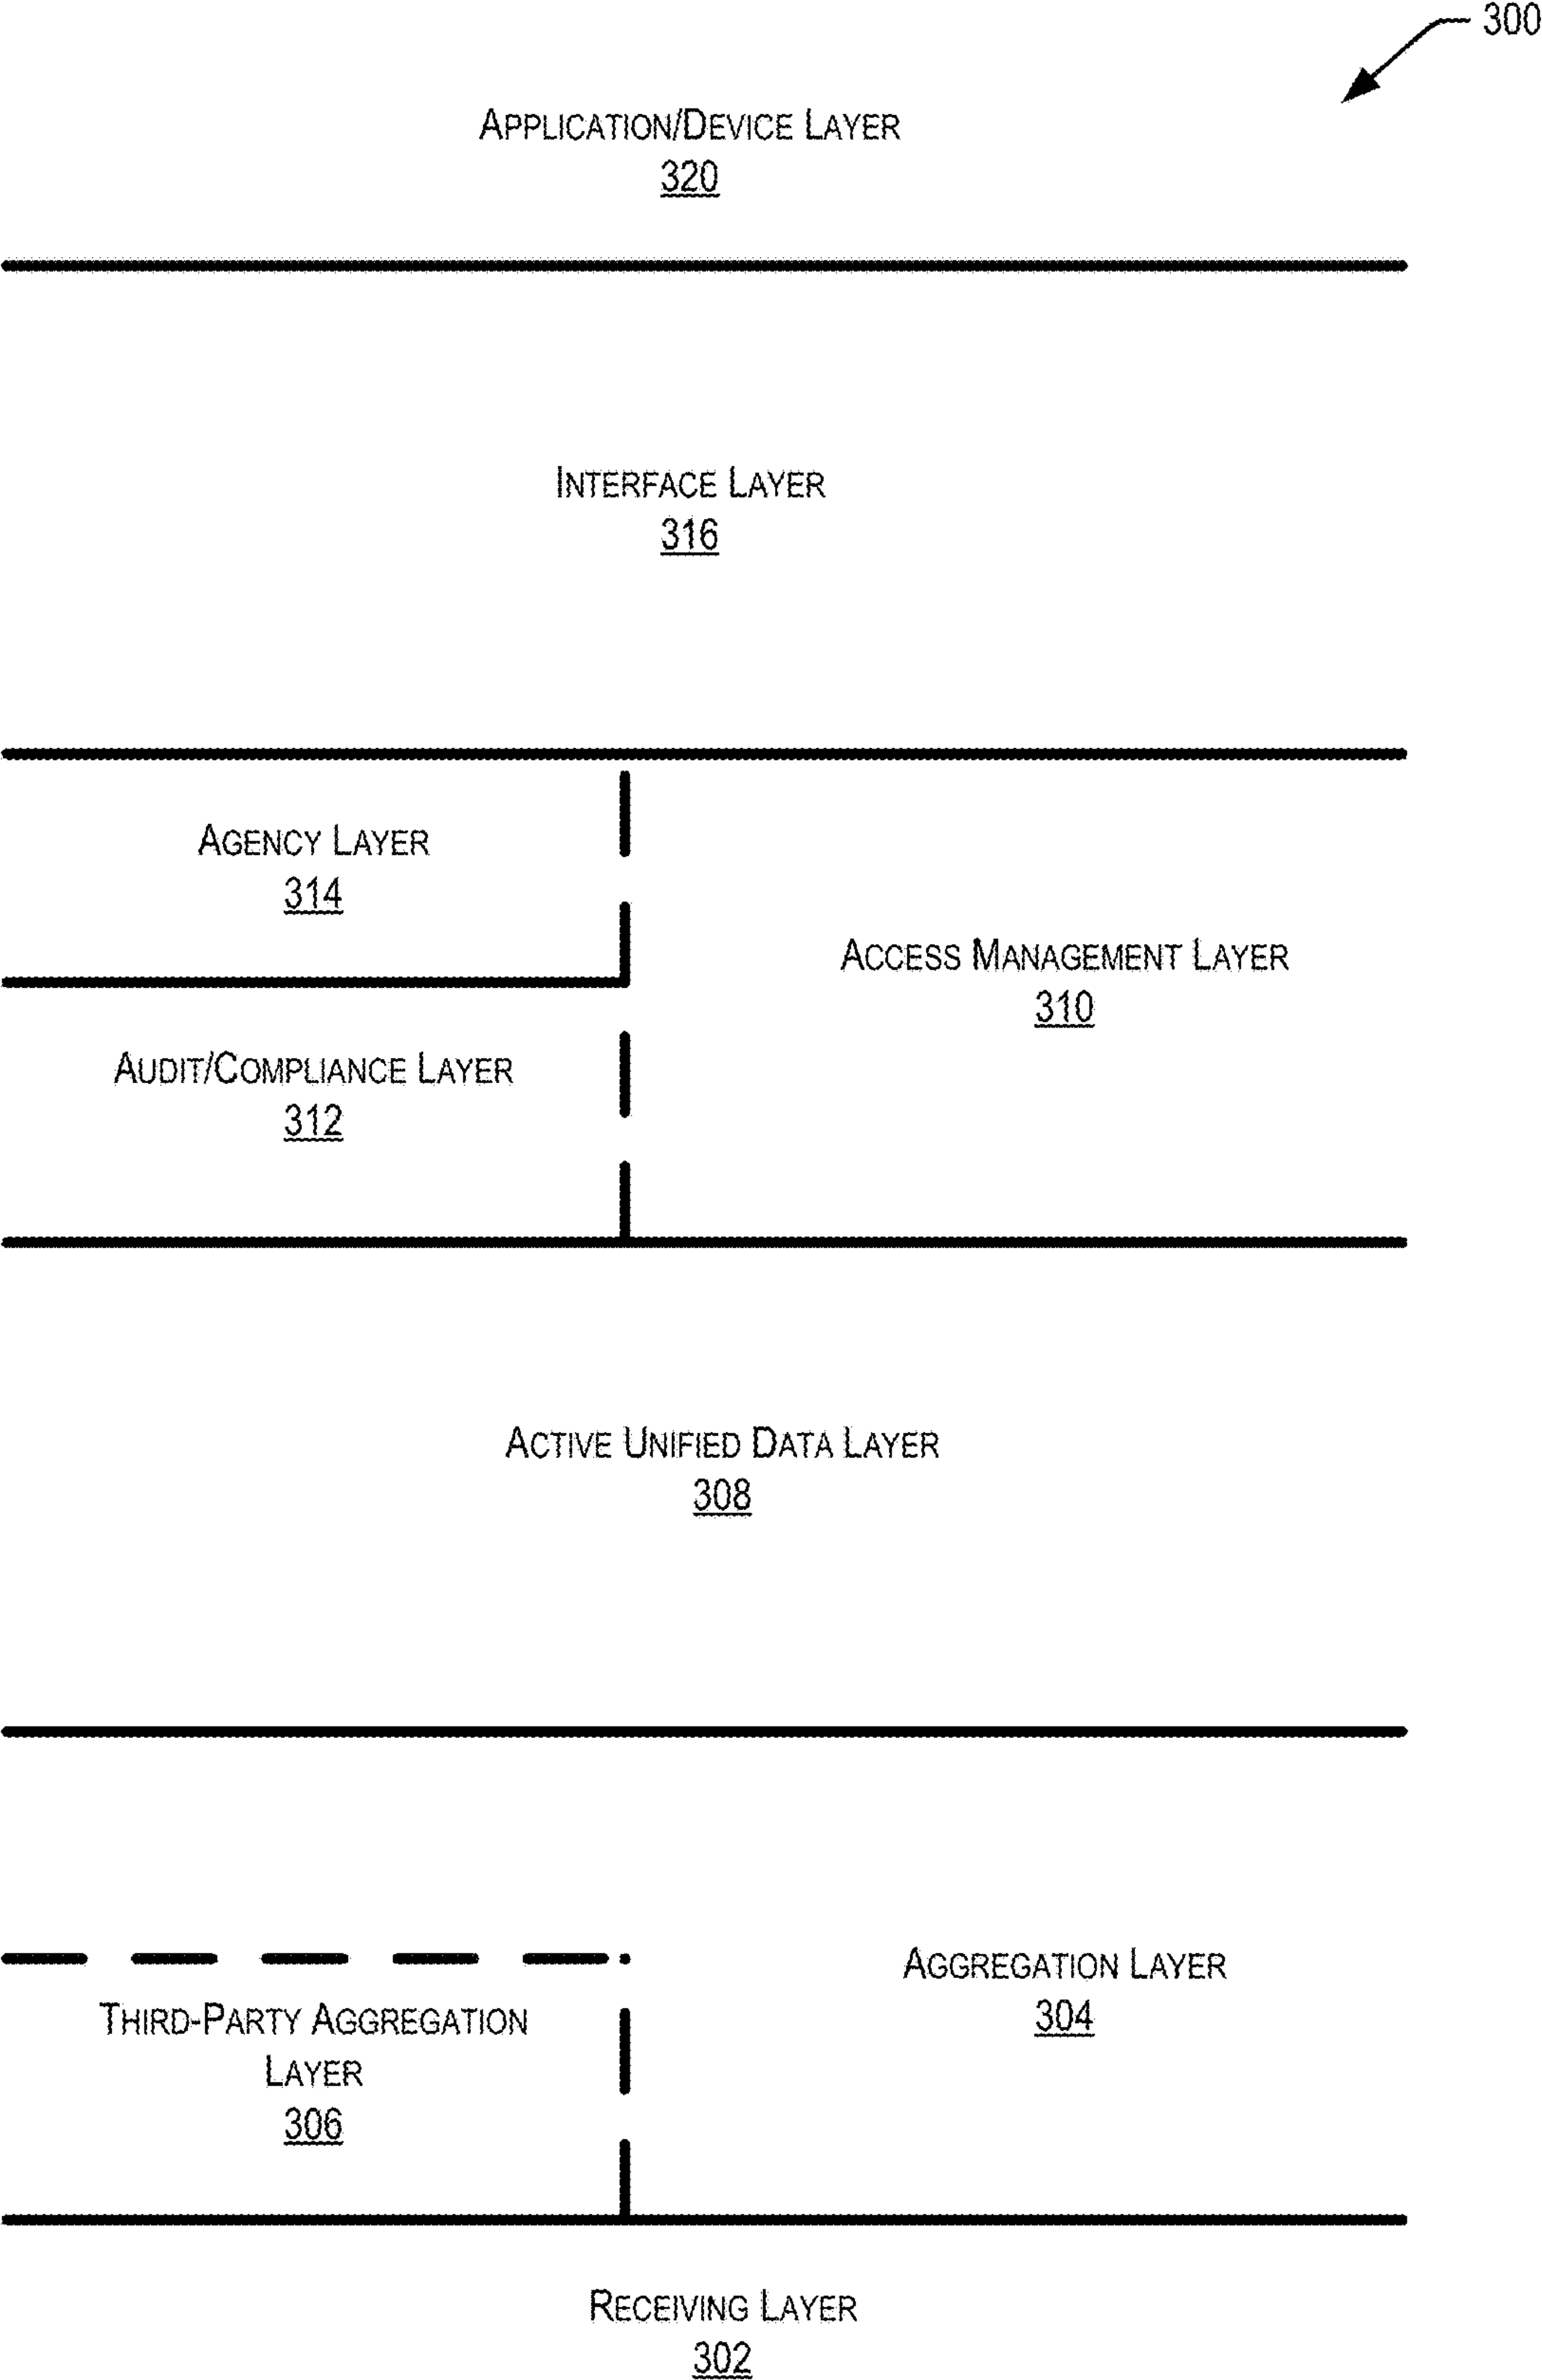 300
APPLICATION/DEVICE LAYER
320
INTERFACE LAYER
316
AGENCY LAYER
314
ACCESS MANAGEMENT LAYER
310
AUDIT/COMPLIANCE LAYER
312
ACTIVE UNIFIED DATA LAYER
308
AGGREGATION LAYER
304
THIRD-PARTY AGGREGATION
LAYER
306
RECEIVING LAYER
302